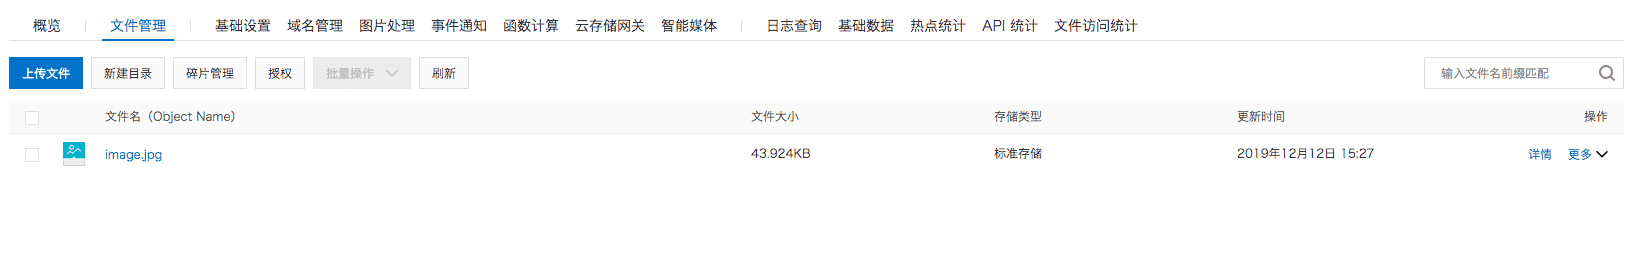 概览 文件管理 基础设置 域名管理 图片处理 事件通知 函数计算 云存储网关 智能媒体 日志查询 基础数据 热点统计 API 统计 文件访问统计
上传文件 新建目录 碎片管理 授权 批量操作 刷新 输入文件名前缀匹配
文件名（Object Name） 文件大小 存储类型 更新时间 操作
image.jpg 43.924KB 标准存储 2019年12月12日 15:27 详情 更多